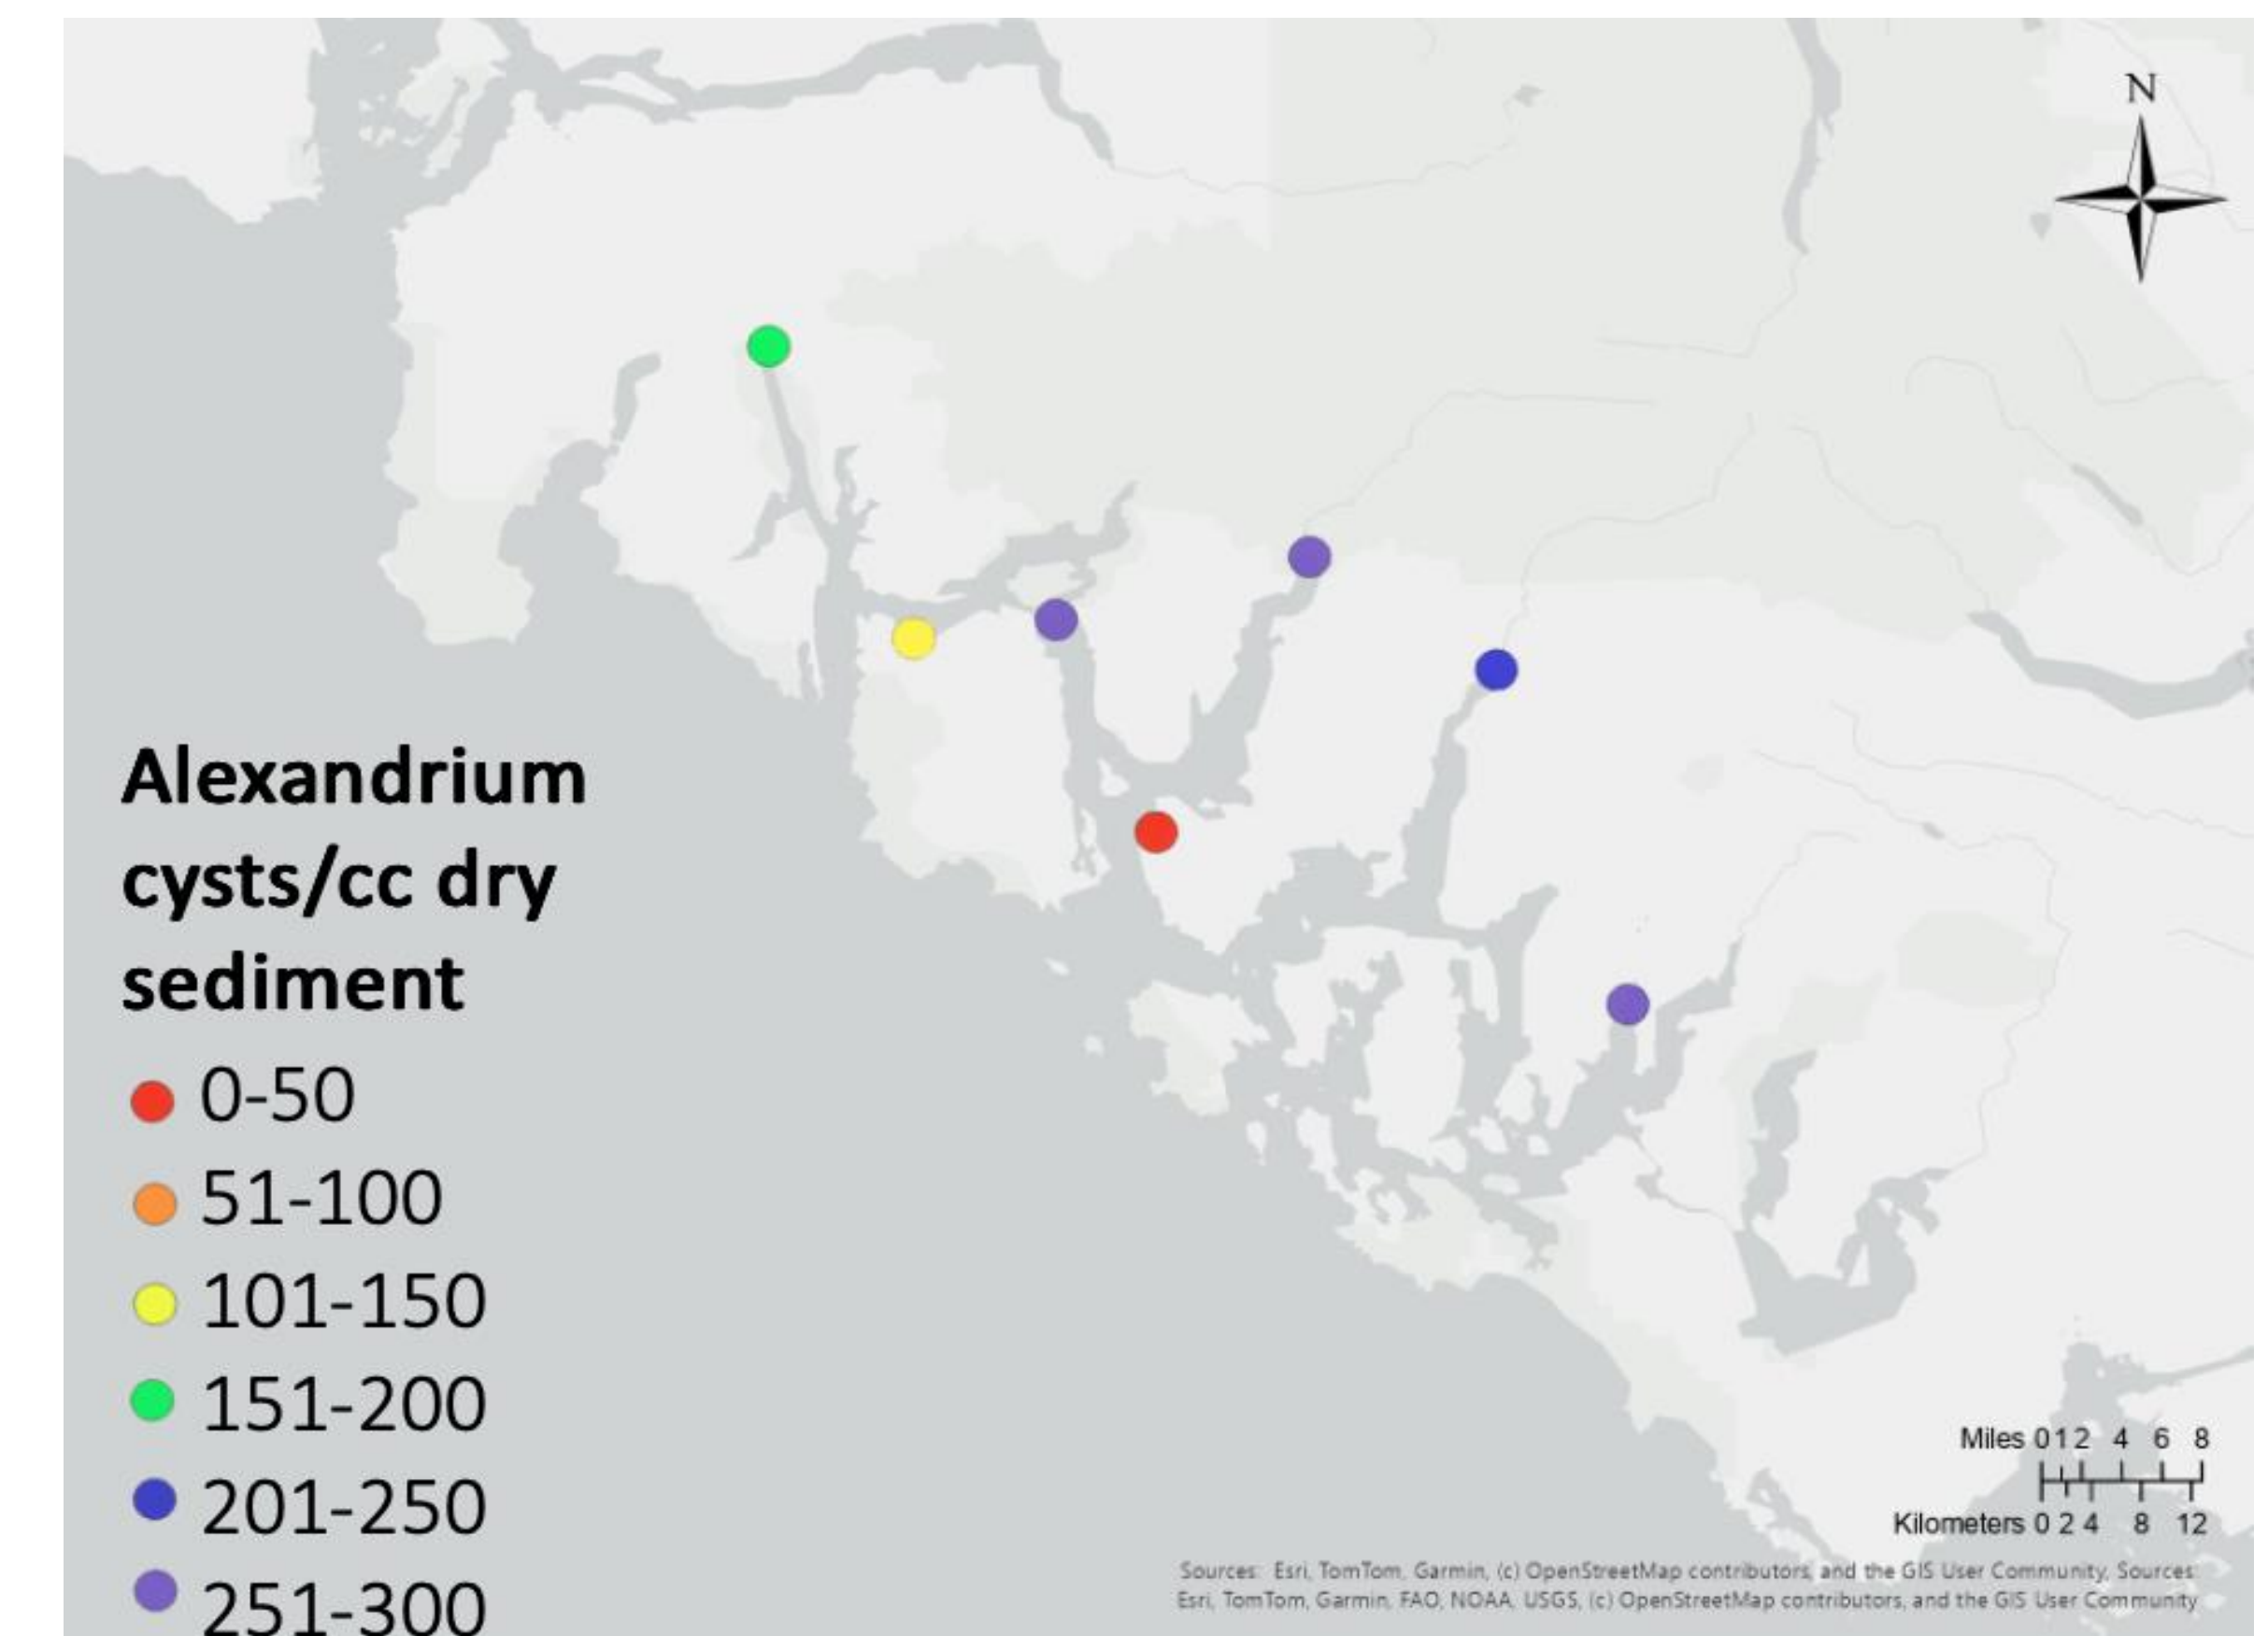 N
Alexandrium
cysts/cc dry
sediment
0-50
51-100
101-150
151-200
201-250
251-300
Miles 0 1 2 4 6 8
Kilometers 0 2 4 8 12
Sources: Esri, TomTom, Garmin, (c) OpenStreetMap contributors, and the GIS User Community, Sources:
Esri, TomTom, Garmin, FAO, NOAA, USGS, (c) OpenStreetMap contributors, and the GIS User Community